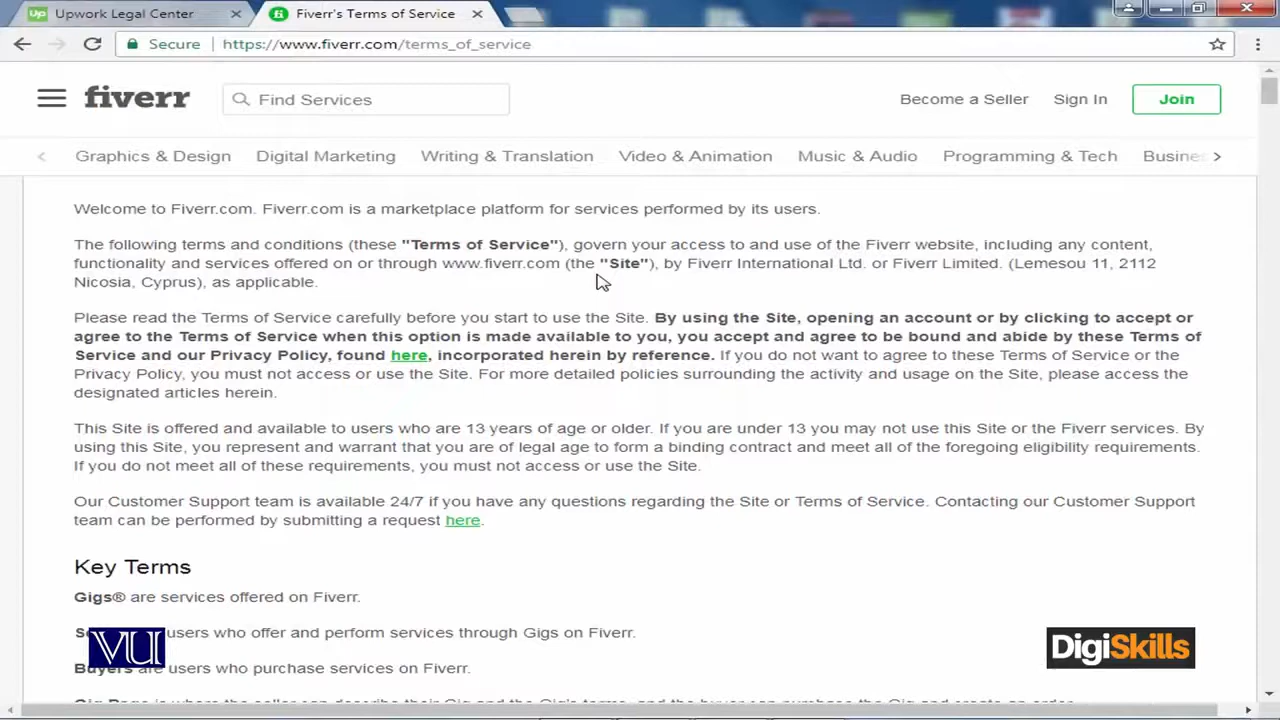 Upwork Legal Center
Fiverr's Terms of Service
Secure https://www.fiverr.com/terms_of_service
fiverr Find Services Become a Seller Sign In Join
Graphics & Design Digital Marketing Writing & Translation Video & Animation Music & Audio Programming & Tech
Welcome to Fiverr.com. Fiverr.com is a marketplace platform for services performed by its users.
The following terms and conditions (these "Terms of Service"), govern your access to and use of the Fiverr website, including any content,
functionality and services offered on or through www.fiverr.com (the "Site"), by Fiverr International Ltd. or Fiverr Limited. (Lemesou 11, 2112
Nicosia, Cyprus), as applicable.
Please read the Terms of Service carefully before you start to use the Site. By using the Site, opening an account or by clicking to accept or
agree to the Terms of Service when this option is made available to you, you accept and agree to be bound and abide by these Terms of
Service and our Privacy Policy, found here, incorporated herein by reference. If you do not want to agree to these Terms of Service or the
Privacy Policy, you must not access or use the Site. For more detailed policies surrounding the activity and usage on the Site, please access the
designated articles herein.
This Site is offered and available to users who are 13 years of age or older. If you are under 13 you may not use this Site or the Fiverr services. By
using this Site, you represent and warrant that you are of legal age to form a binding contract and meet all of the foregoing eligibility requirements.
If you do not meet all of these requirements, you must not access or use the Site.
Our Customer Support team is available 24/7 if you have any questions regarding the Site or Terms of Service. Contacting our Customer Support
team can be performed by submitting a request here.
Key Terms
Gigs® are services offered on Fiverr.
users who offer and perform services through Gigs on Fiverr.
Buyers are users who purchase services on Fiverr.
VU
DigiSkills